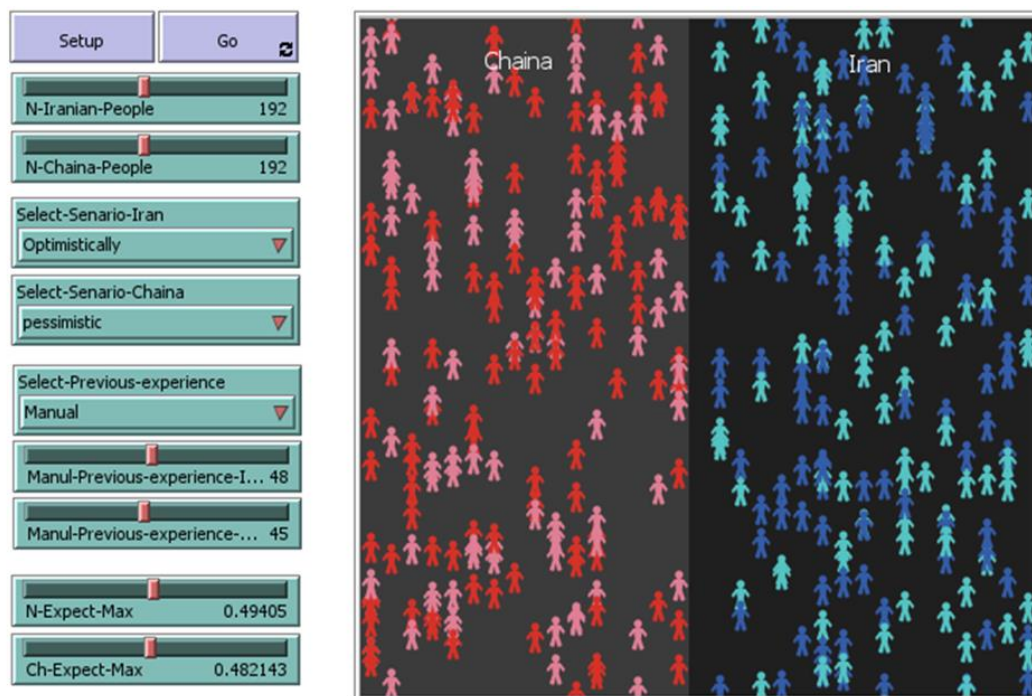 Setup
Go
N-Iranian-People 192
N-Chaina-People 192
Select-Senario-Iran
Optimistically
Select-Senario-Chaina
pessimistic
Select-Previous-experience
Manual
Manul-Previous-experience-I... 48
Manul-Previous-experience-... 45
N-Expect-Max 0.49405
Ch-Expect-Max 0.482143
Chaina
Iran